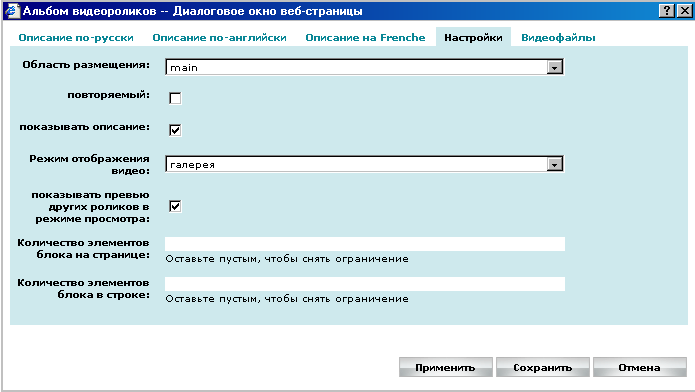 Альбом видеороликов -- Диалоговое окно веб-страницы
Описание по-русски Описание по-английски Описание на Frenche Настройки Видеофайлы
Область размещения: main
повторяемый:
показывать описание:
Режим отображения
видео: галерея
показывать превью
других роликов в
режиме просмотра:
Количество элементов
блока на странице:
Оставьте пустым, чтобы снять ограничение
Количество элементов
блока в строке:
Оставьте пустым, чтобы снять ограничение
Применить Сохранить Отмена